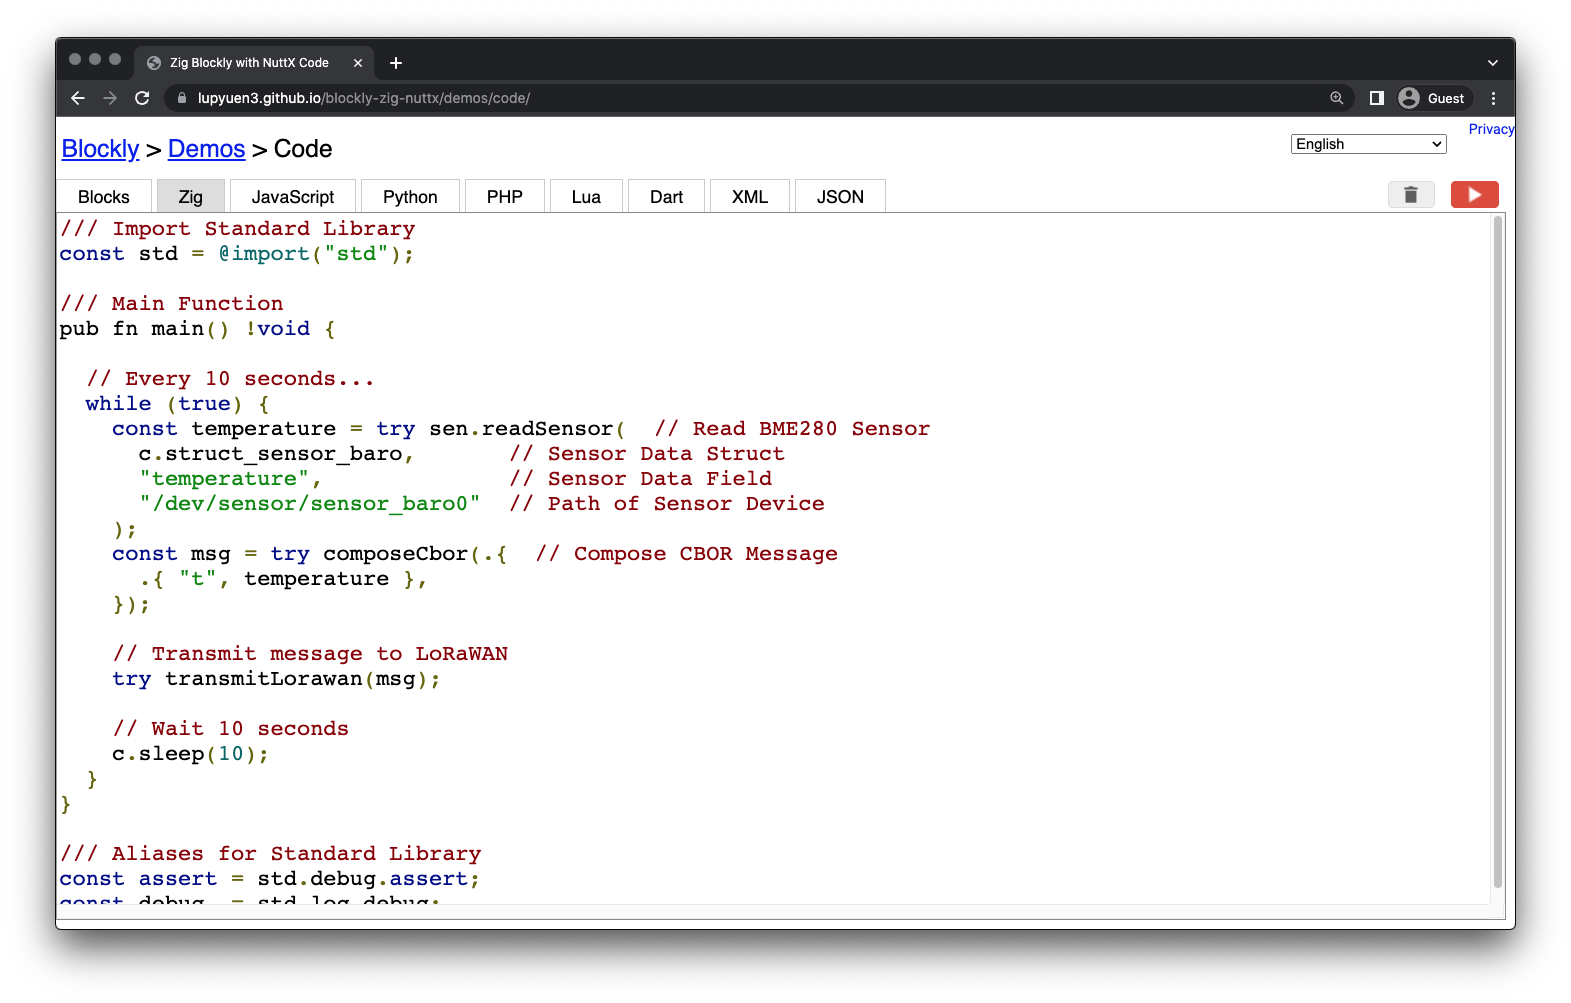 Zig Blockly with NuttX Code
lupyuen3.github.io/blockly-zig-nuttx/demos/code/
Guest
Privacy
Blockly > Demos > Code
English
Blocks Zig JavaScript Python PHP Lua Dart XML JSON
/// Import Standard Library
const std = @import("std");
/// Main Function
pub fn main() !void {
  // Every 10 seconds...
  while (true) {
    const temperature = try sen.readSensor(  // Read BME280 Sensor
      c.struct_sensor_baro,       // Sensor Data Struct
      "temperature",              // Sensor Data Field
      "/dev/sensor/sensor_baro0"  // Path of Sensor Device
    );
    const msg = try composeCbor(.{  // Compose CBOR Message
      .{ "t", temperature },
    });
    // Transmit message to LoRaWAN
    try transmitLorawan(msg);
    // Wait 10 seconds
    c.sleep(10);
  }
}
/// Aliases for Standard Library
const assert = std.debug.assert;
const debug  = std.log.debug;